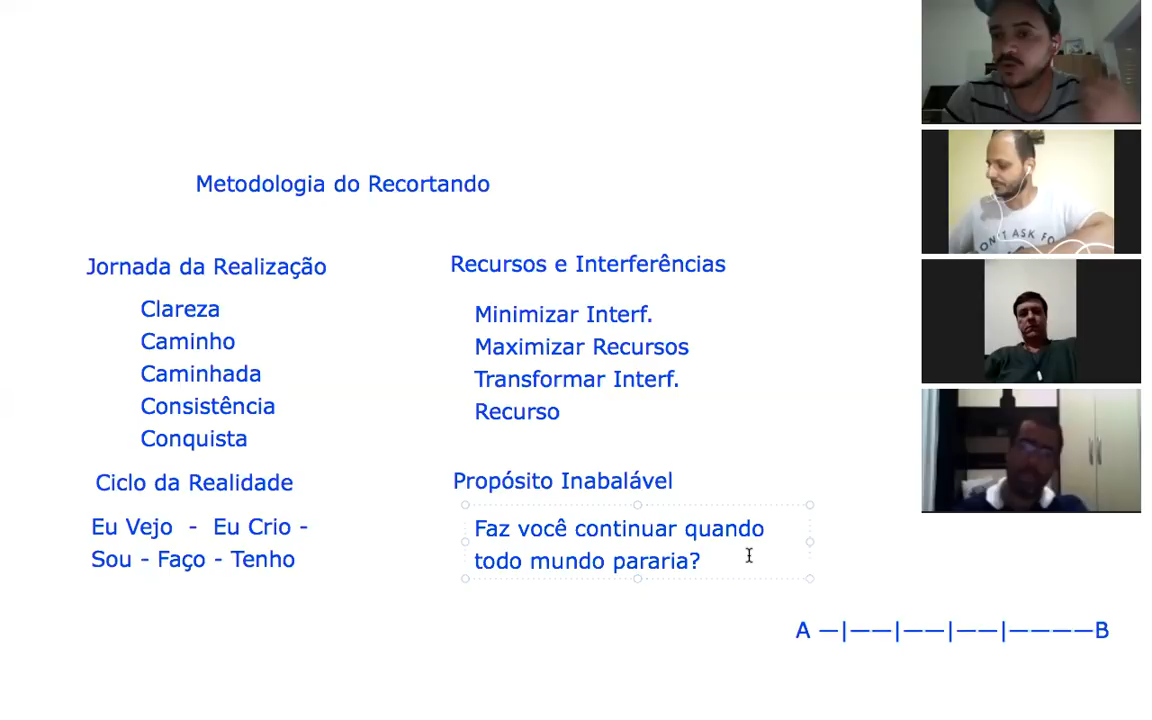 Metodologia do Recortando
Jornada da Realização
Clareza
Caminho
Caminhada
Consistência
Conquista
Recursos e Interferências
Minimizar Interf.
Maximizar Recursos
Transformar Interf.
Recurso
Ciclo da Realidade
Eu Vejo - Eu Crio -
Sou - Faço - Tenho
Propósito Inabalável
Faz você continuar quando
todo mundo pararia?
A —|——|——|——|————B
ASK FO